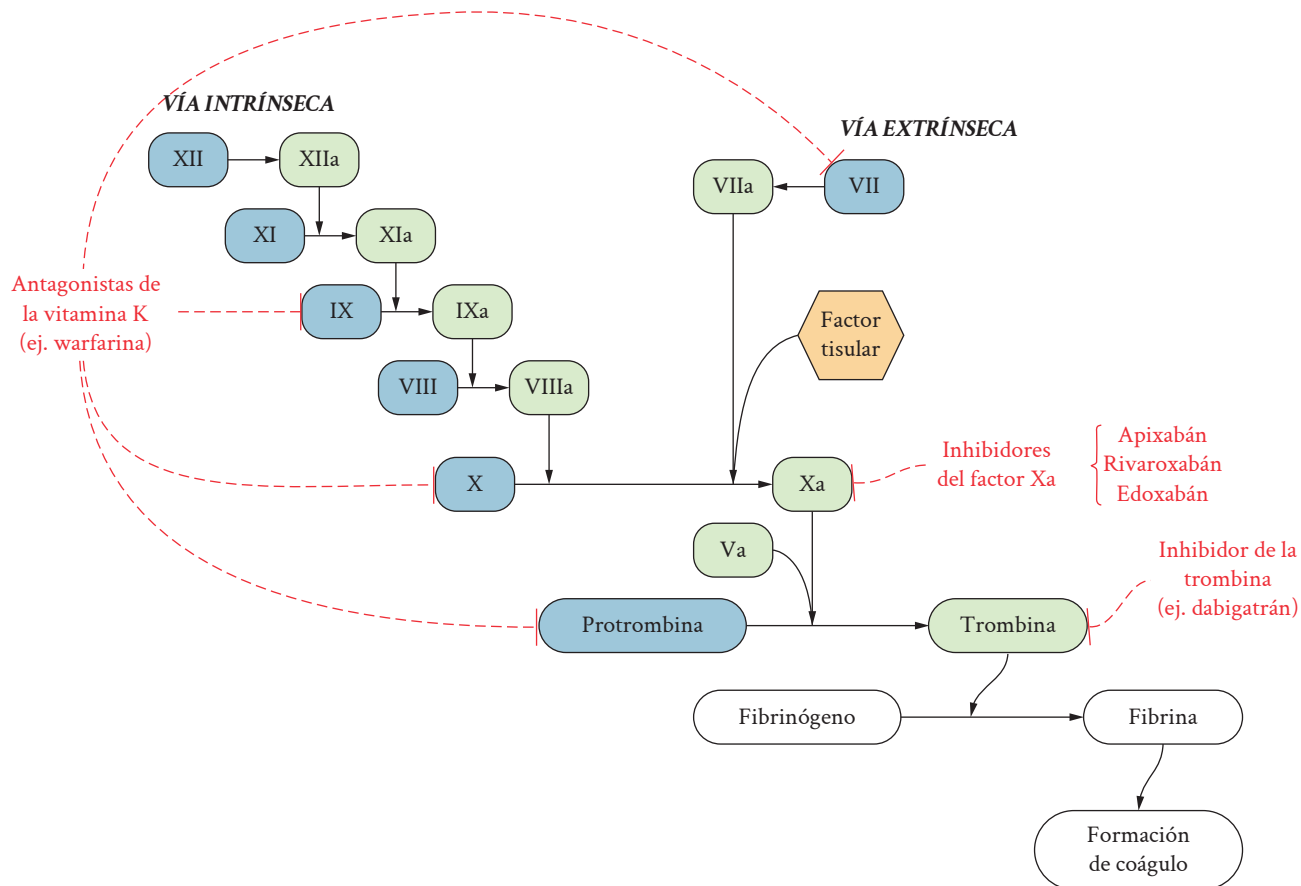 VÍA INTRÍNSECA
VÍA EXTRÍNSECA
XII
XIIa
VIIa
VII
XI
XIa
Antagonistas de
la vitamina K
(ej. warfarina)
IX
IXa
Factor
tisular
VIII
VIIIa
X
Xa
Inhibidores
del factor Xa
Apixabán
Rivaroxabán
Edoxabán
Va
Inhibidor de la
trombina
(ej. dabigatrán)
Protrombina
Trombina
Fibrinógeno
Fibrina
Formación
de coágulo